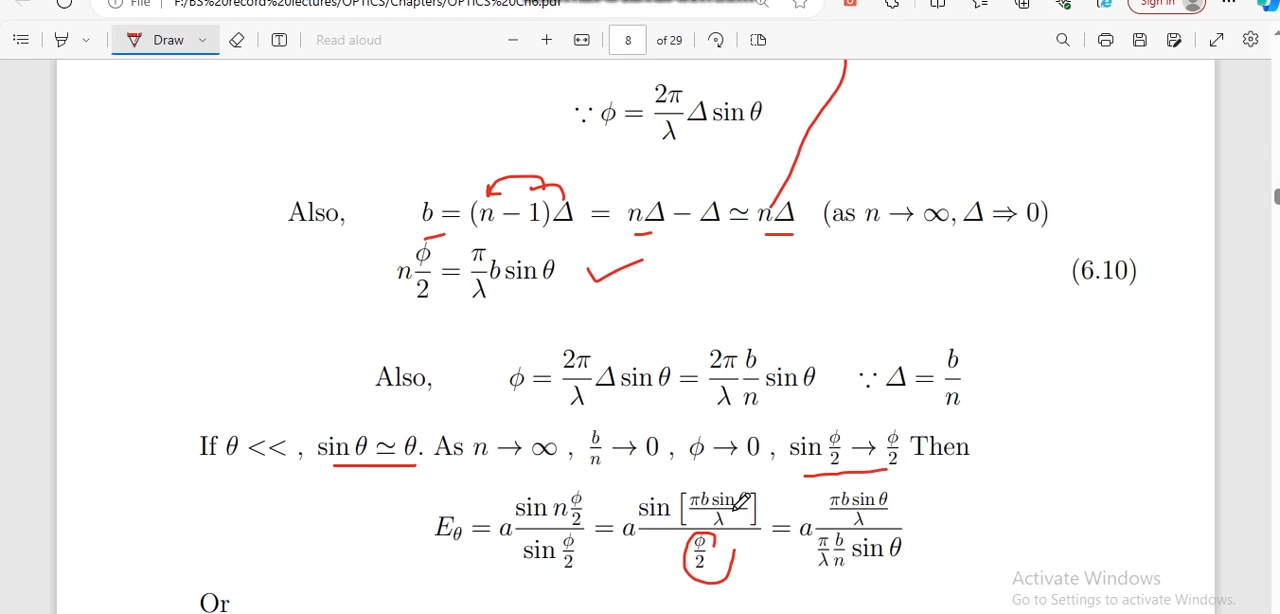 File | F:/BS%20record%20lectures/OPTICS/Chapters/OPTICS%20Ch6.pdf Sign in
Draw Read aloud 8 of 29
∵ ϕ = 2π/λ Δ sin θ
Also, b = (n − 1)Δ = nΔ − Δ ≃ nΔ (as n → ∞, Δ ⇒ 0)
n ϕ/2 = π/λ b sin θ (6.10)
Also, ϕ = 2π/λ Δ sin θ = 2π/λ b/n sin θ ∵ Δ = b/n
If θ << , sin θ ≃ θ. As n → ∞ , b/n → 0 , ϕ → 0 , sin ϕ/2 → ϕ/2 Then
E_θ = a (sin n ϕ/2)/(sin ϕ/2) = a (sin [πb sin /λ])/(ϕ/2) = a (πb sin θ/λ)/(π/λ b/n sin θ)
Activate Windows
Go to Settings to activate Windows.
Or